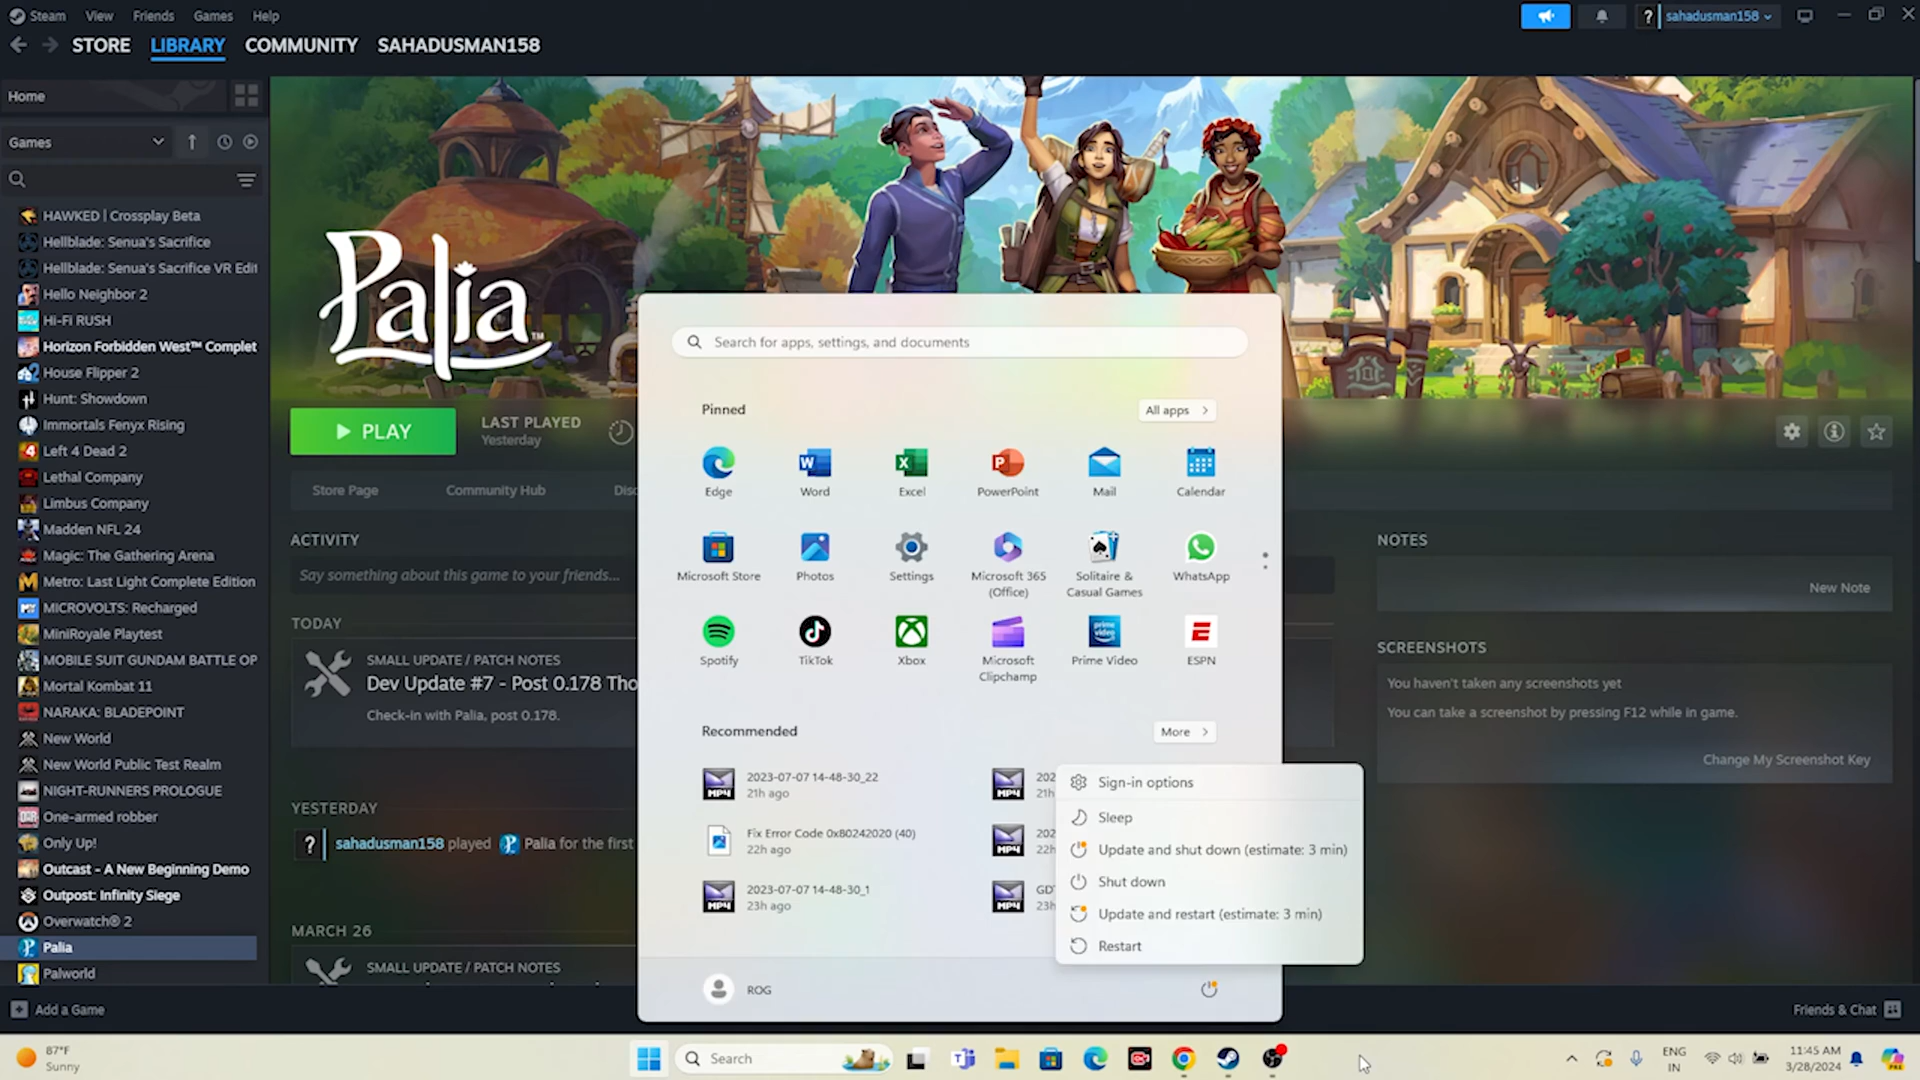 Steam View Friends Games Help
? sahadusman158
STORE LIBRARY COMMUNITY SAHADUSMAN158
Home
Games
HAWKED | Crossplay Beta
Hellblade: Senua's Sacrifice
Hellblade: Senua's Sacrifice VR Edit
Hello Neighbor 2
Hi-Fi RUSH
Horizon Forbidden West™ Complet
House Flipper 2
Hunt: Showdown
Immortals Fenyx Rising
Left 4 Dead 2
Lethal Company
Limbus Company
Madden NFL 24
Magic: The Gathering Arena
Metro: Last Light Complete Edition
MICROVOLTS: Recharged
MiniRoyale Playtest
MOBILE SUIT GUNDAM BATTLE OP
Mortal Kombat 11
NARAKA: BLADEPOINT
New World
New World Public Test Realm
NIGHT-RUNNERS PROLOGUE
One-armed robber
Only Up!
Outcast - A New Beginning Demo
Outpost: Infinity Siege
Overwatch® 2
Palia
Palworld
Add a Game
Palia™
PLAY
LAST PLAYED
Yesterday
Store Page Community Hub Disc
ACTIVITY
Say something about this game to your friends...
TODAY
SMALL UPDATE / PATCH NOTES
Dev Update #7 - Post 0.178 Tho
Check-in with Palia, post 0.178.
YESTERDAY
? sahadusman158 played Palia for the first
MARCH 26
SMALL UPDATE / PATCH NOTES
NOTES
New Note
SCREENSHOTS
You haven't taken any screenshots yet
You can take a screenshot by pressing F12 while in game.
Change My Screenshot Key
Friends & Chat
Search for apps, settings, and documents
Pinned All apps
Edge Word Excel PowerPoint Mail Calendar
Microsoft Store Photos Settings Microsoft 365 (Office) Solitaire & Casual Games WhatsApp
Spotify TikTok Xbox Microsoft Clipchamp Prime Video ESPN
Recommended More
2023-07-07 14-48-30_22
21h ago
Fix Error Code 0x80242020 (40)
22h ago
2023-07-07 14-48-30_1
23h ago
202
21h
202
22h
GD
23h
Sign-in options
Sleep
Update and shut down (estimate: 3 min)
Shut down
Update and restart (estimate: 3 min)
Restart
ROG
87°F
Sunny
Search
ENG
IN
11:45 AM
3/28/2024